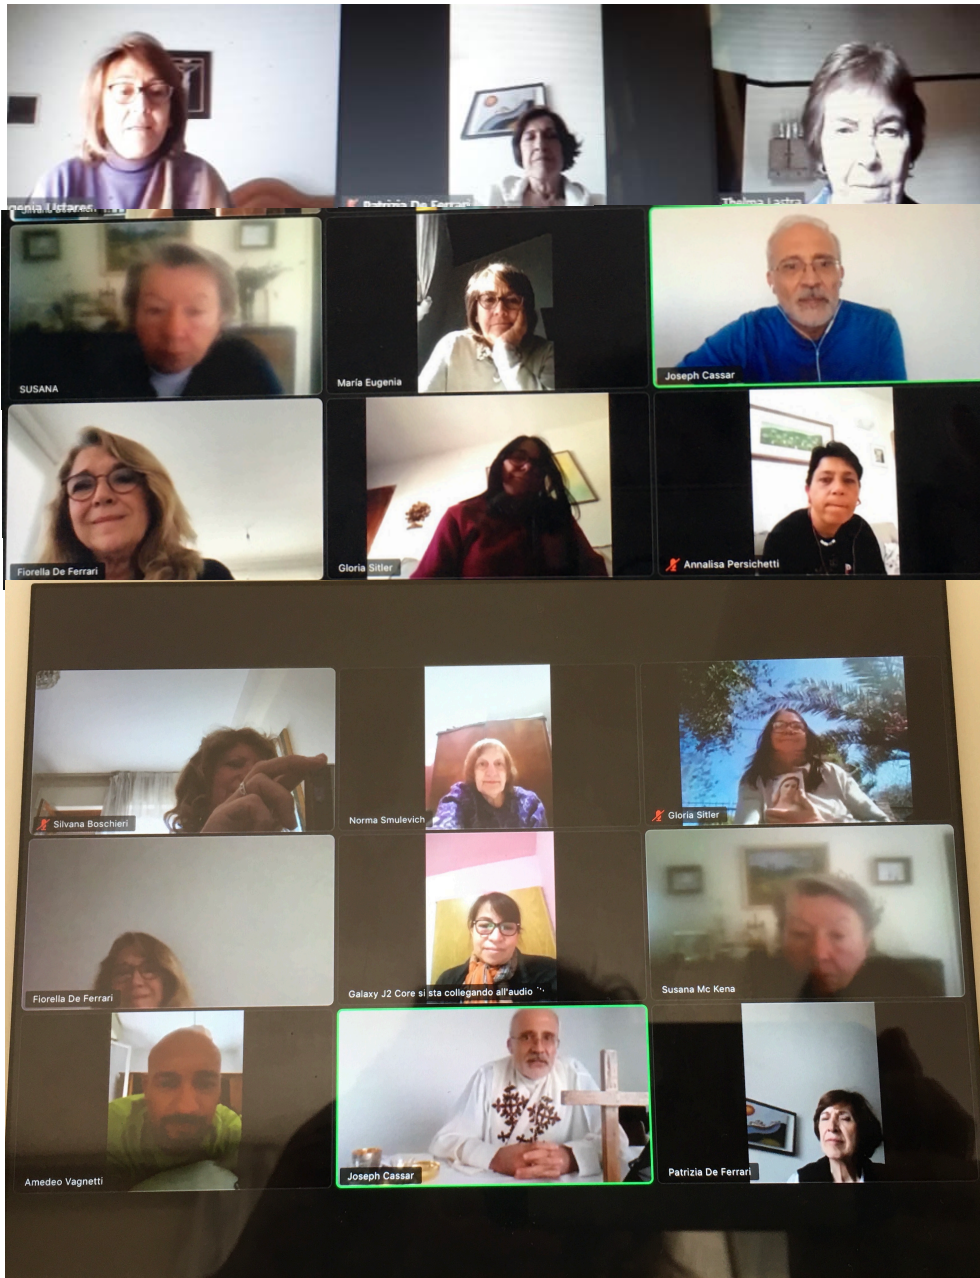 Patrizia De Ferrari
Thelma Lastra
SUSANA
María Eugenia
Joseph Cassar
Fiorella De Ferrari
Gloria Sitler
Annalisa Persichetti
Silvana Boschieri
Norma Smulevich
Gloria Sitler
Fiorella De Ferrari
Galaxy J2 Core si sta collegando all'audio
Susana Mc Kena
Amedeo Vagnetti
Joseph Cassar
Patrizia De Ferrari